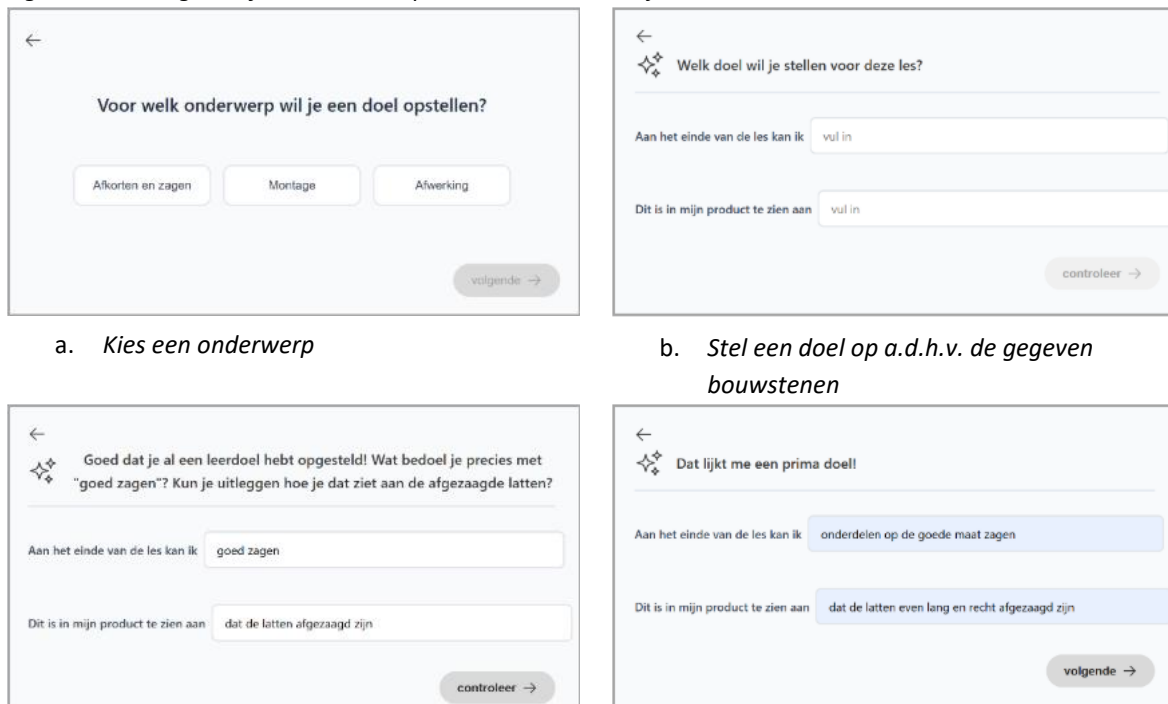 ←
Voor welk onderwerp wil je een doel opstellen?
Afkorten en zagen
Montage
Afwerking
volgende →
a. Kies een onderwerp
←
Welk doel wil je stellen voor deze les?
Aan het einde van de les kan ik
vul in
Dit is in mijn product te zien aan
vul in
controleer →
b. Stel een doel op a.d.h.v. de gegeven
bouwstenen
←
Goed dat je al een leerdoel hebt opgesteld! Wat bedoel je precies met
"goed zagen"? Kun je uitleggen hoe je dat ziet aan de afgezaagde latten?
Aan het einde van de les kan ik
goed zagen
Dit is in mijn product te zien aan
dat de latten afgezaagd zijn
controleer →
←
Dat lijkt me een prima doel!
Aan het einde van de les kan ik
onderdelen op de goede maat zagen
Dit is in mijn product te zien aan
dat de latten even lang en recht afgezaagd zijn
volgende →